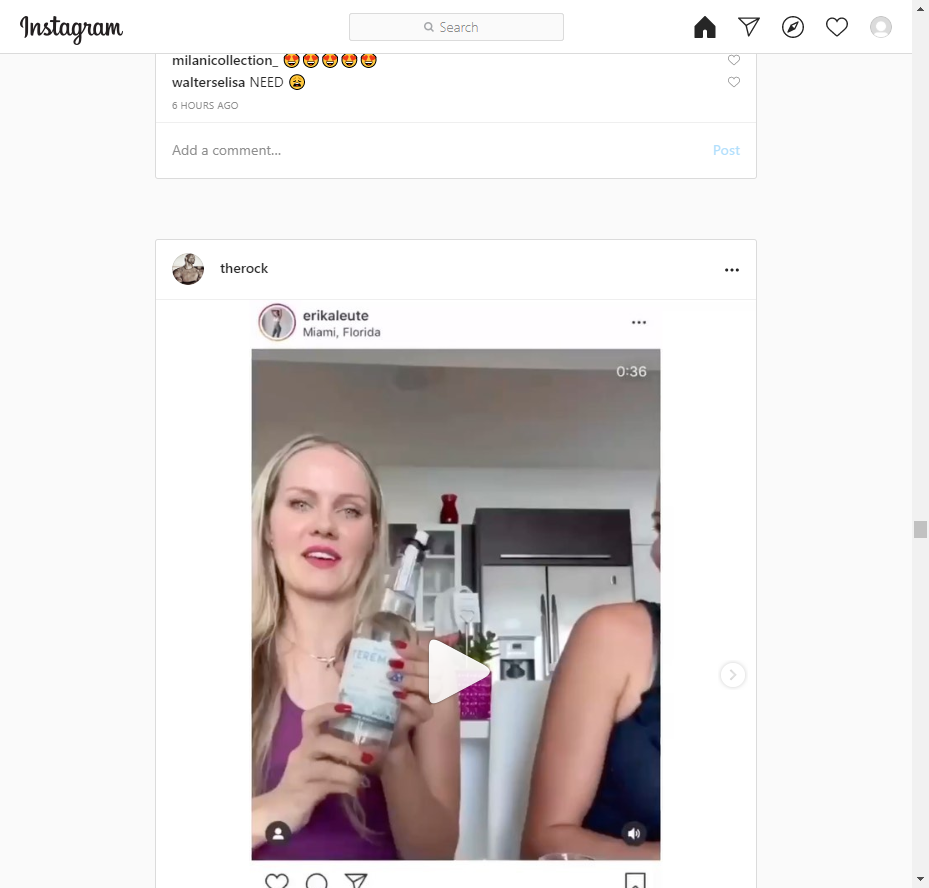 Instagram
Search
milanicollection_ 😍😍😍😍😍
walterselisa NEED 😩
6 HOURS AGO
Add a comment... Post
therock
erikaleute
Miami, Florida
0:36
TEREM